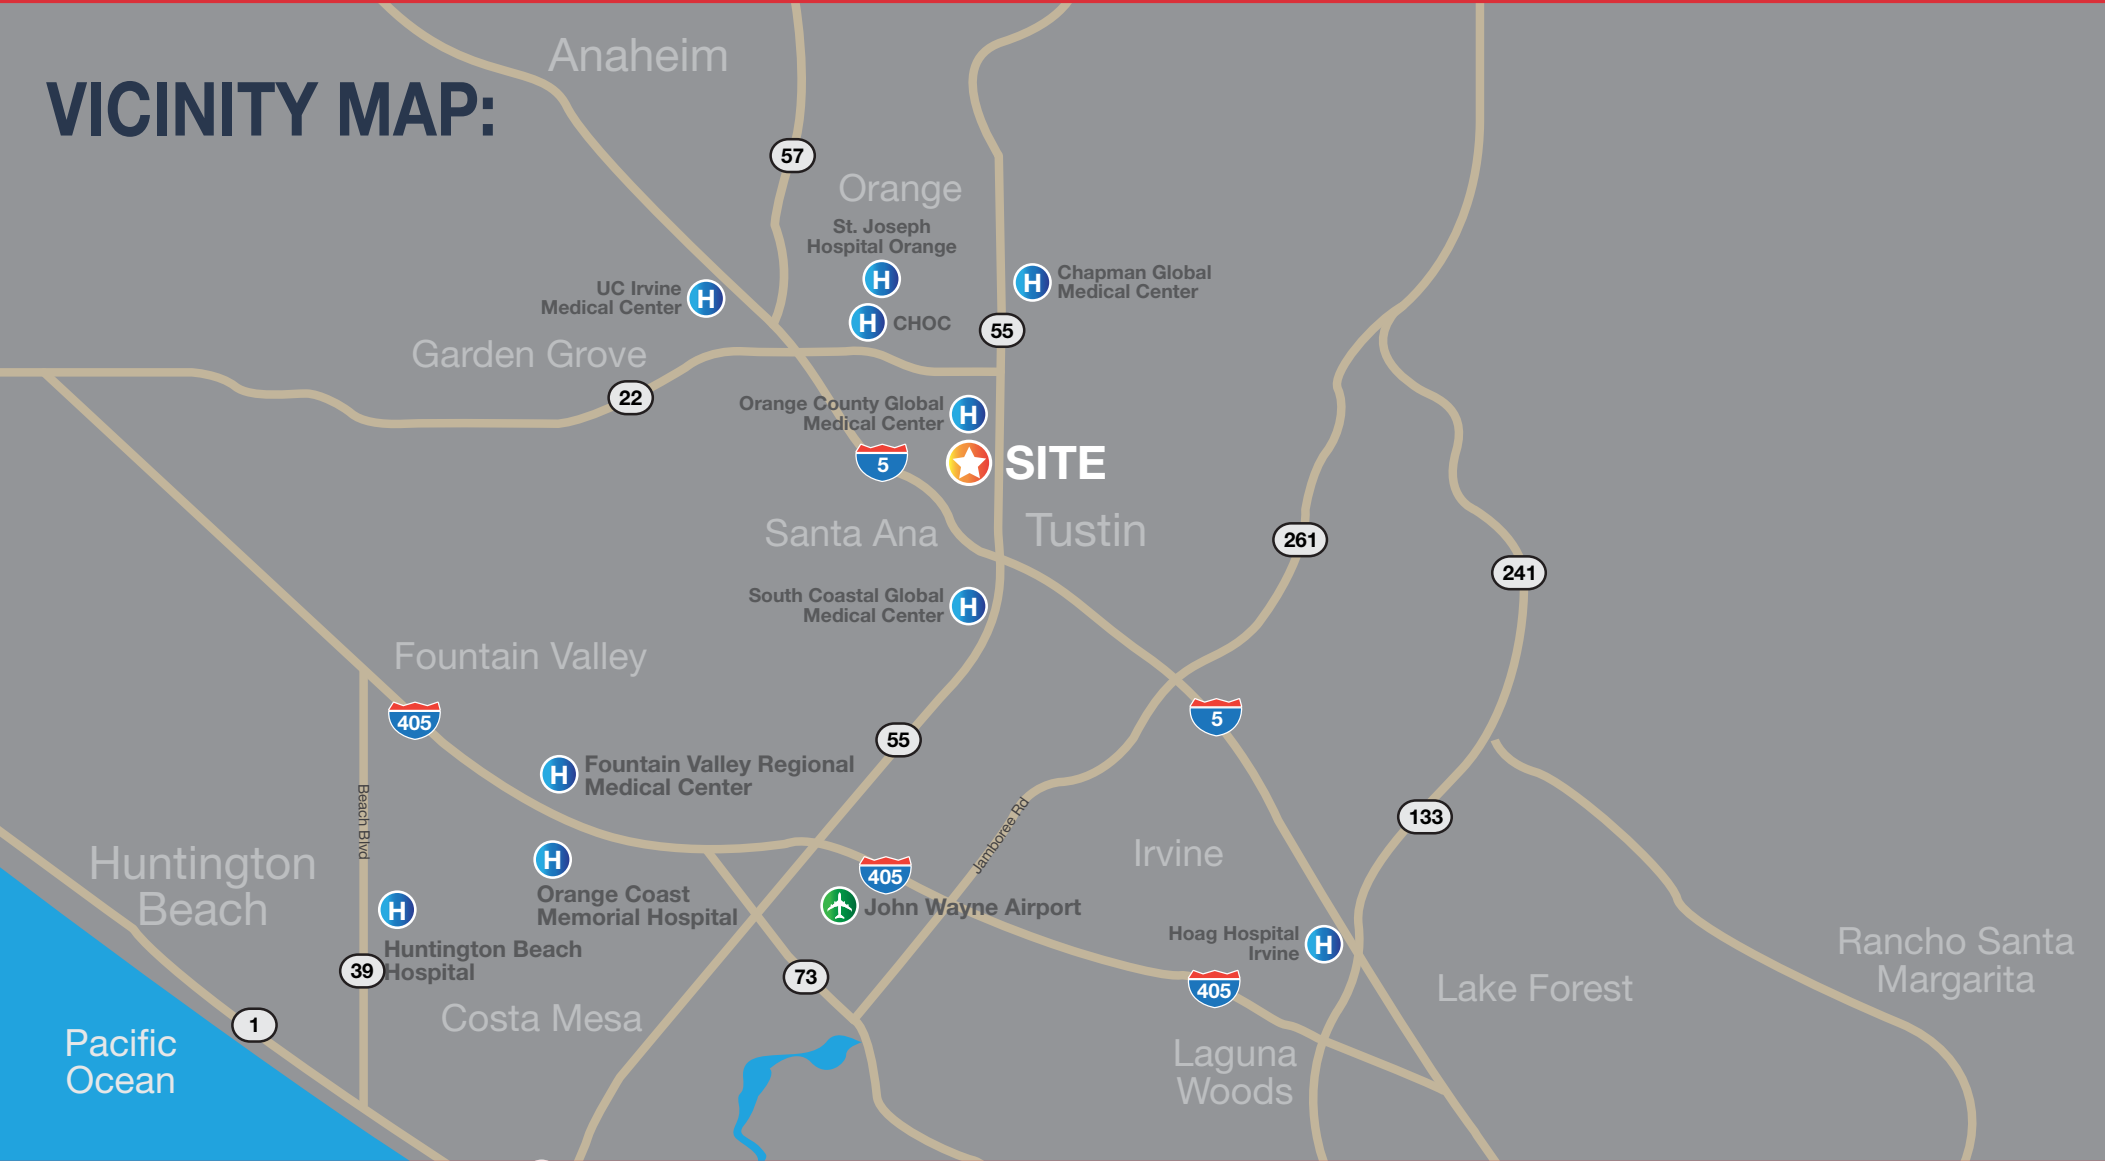 VICINITY MAP:
Anaheim
57
Orange
St. Joseph
Hospital Orange
UC Irvine
Medical Center
H
H
H
CHOC
H
Chapman Global
Medical Center
55
Garden Grove
22
Orange County Global
Medical Center
H
5
SITE
Santa Ana
Tustin
261
241
South Coastal Global
Medical Center
H
Fountain Valley
405
55
5
Fountain Valley Regional
Medical Center
H
Beach Blvd
Jamboree Rd
133
Huntington
Beach
H
Orange Coast
Memorial Hospital
405
John Wayne Airport
Irvine
H
Huntington Beach
Hospital
39
73
Hoag Hospital
Irvine
H
405
Lake Forest
Rancho Santa
Margarita
1
Costa Mesa
Pacific
Ocean
Laguna
Woods